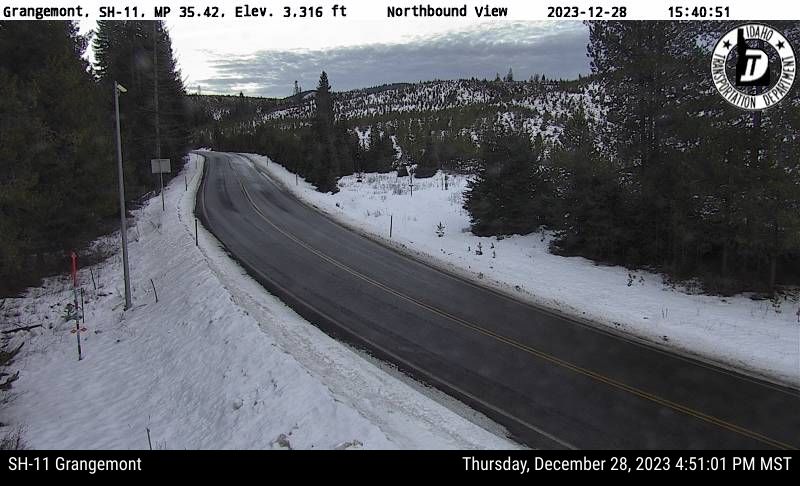 Grangemont, SH-11, MP 35.42, Elev. 3,316 ft Northbound View 2023-12-28 15:40:51
IDAHO TRANSPORTATION DEPARTMENT
SH-11 Grangemont Thursday, December 28, 2023 4:51:01 PM MST